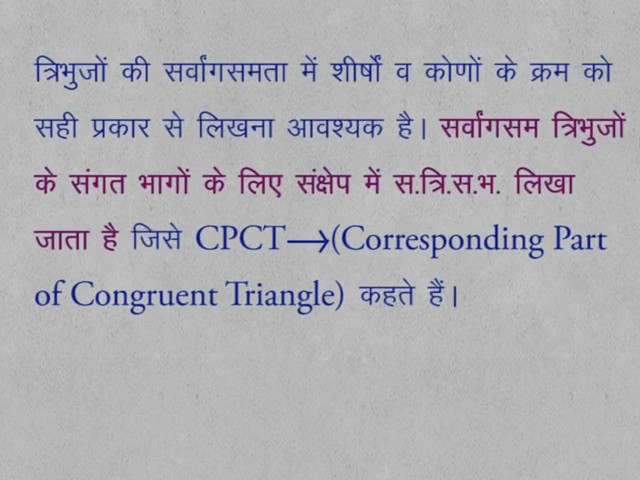 त्रिभुजों की सर्वांगसमता में शीर्षों व कोणों के क्रम को
सही प्रकार से लिखना आवश्यक है। सर्वांगसम त्रिभुजों
के संगत भागों के लिए संक्षेप में स.त्रि.स.भ. लिखा
जाता है जिसे CPCT⟶(Corresponding Part
of Congruent Triangle) कहते हैं।